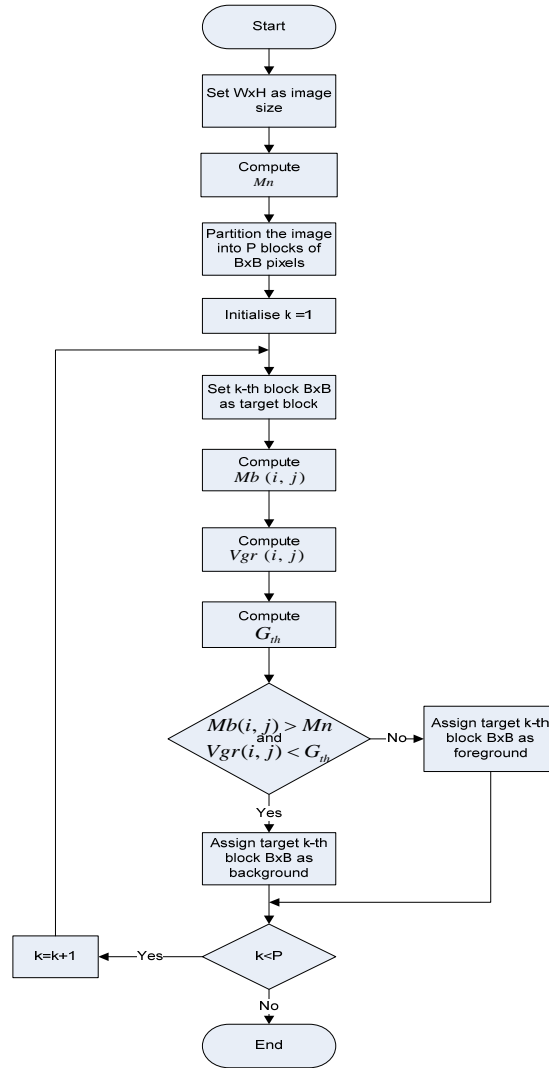 Start
Set WxH as image
size
Compute
Mn
Partition the image
into P blocks of
BxB pixels
Initialise k =1
Set k-th block BxB
as target block
Compute
Mb (i, j)
Compute
Vgr (i, j)
Compute
G_th
Mb(i, j) > Mn
and
Vgr(i, j) < G_th
No
Assign target k-th
block BxB as
foreground
Yes
Assign target k-th
block BxB as
background
k<P
Yes
k=k+1
No
End